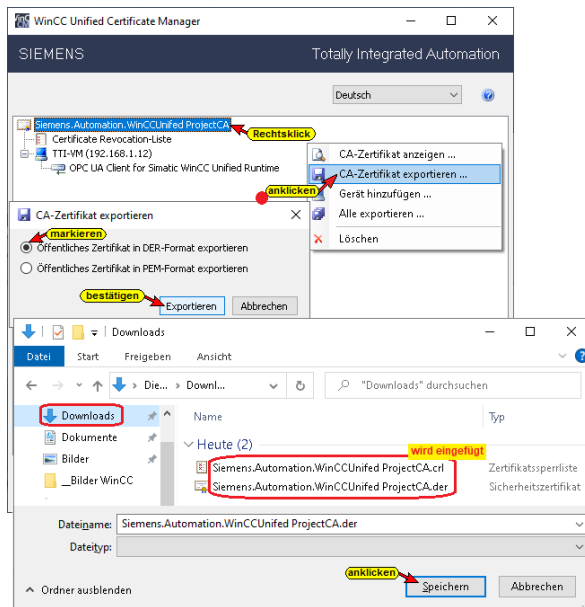 WinCC Unified Certificate Manager
SIEMENS
Totally Integrated Automation
Deutsch
Siemens.Automation.WinCCUnifed ProjectCA
Rechtsklick
Certificate Revocation-Liste
TTI-VM (192.168.1.12)
OPC UA Client for Simatic WinCC Unified Runtime
CA-Zertifikat anzeigen ...
CA-Zertifikat exportieren ...
anklicken
Gerät hinzufügen ...
Alle exportieren ...
Löschen
CA-Zertifikat exportieren
markieren
Öffentliches Zertifikat in DER-Format exportieren
Öffentliches Zertifikat in PEM-Format exportieren
bestätigen
Exportieren
Abbrechen
Downloads
Datei
Start
Freigeben
Ansicht
Die...
Downl...
"Downloads" durchsuchen
Downloads
Dokumente
Bilder
__Bilder WinCC
Name
Typ
Heute (2)
wird eingefügt
Siemens.Automation.WinCCUnifed ProjectCA.crl
Zertifikatssperrliste
Siemens.Automation.WinCCUnifed ProjectCA.der
Sicherheitszertifikat
Dateiname:
Siemens.Automation.WinCCUnifed ProjectCA.der
Dateityp:
anklicken
Ordner ausblenden
Speichern
Abbrechen